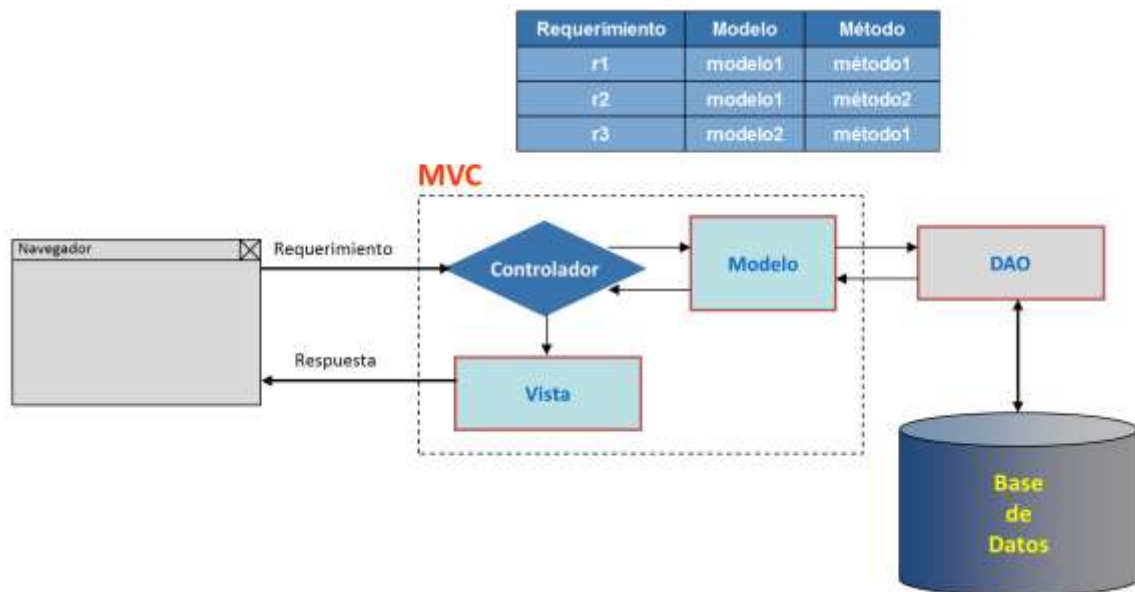 Requerimiento Modelo Método
r1 modelo1 método1
r2 modelo1 método2
r3 modelo2 método1
MVC
Navegador
Requerimiento
Controlador
Modelo
DAO
Respuesta
Vista
Base
de
Datos